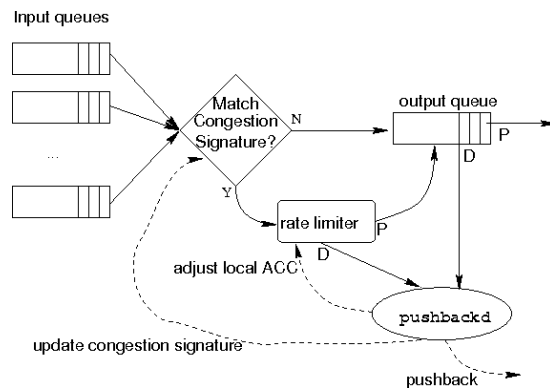 Input queues
...
Match
Congestion
Signature?
N
Y
output queue
P
D
rate limiter
P
D
adjust local ACC
pushbackd
update congestion signature
pushback